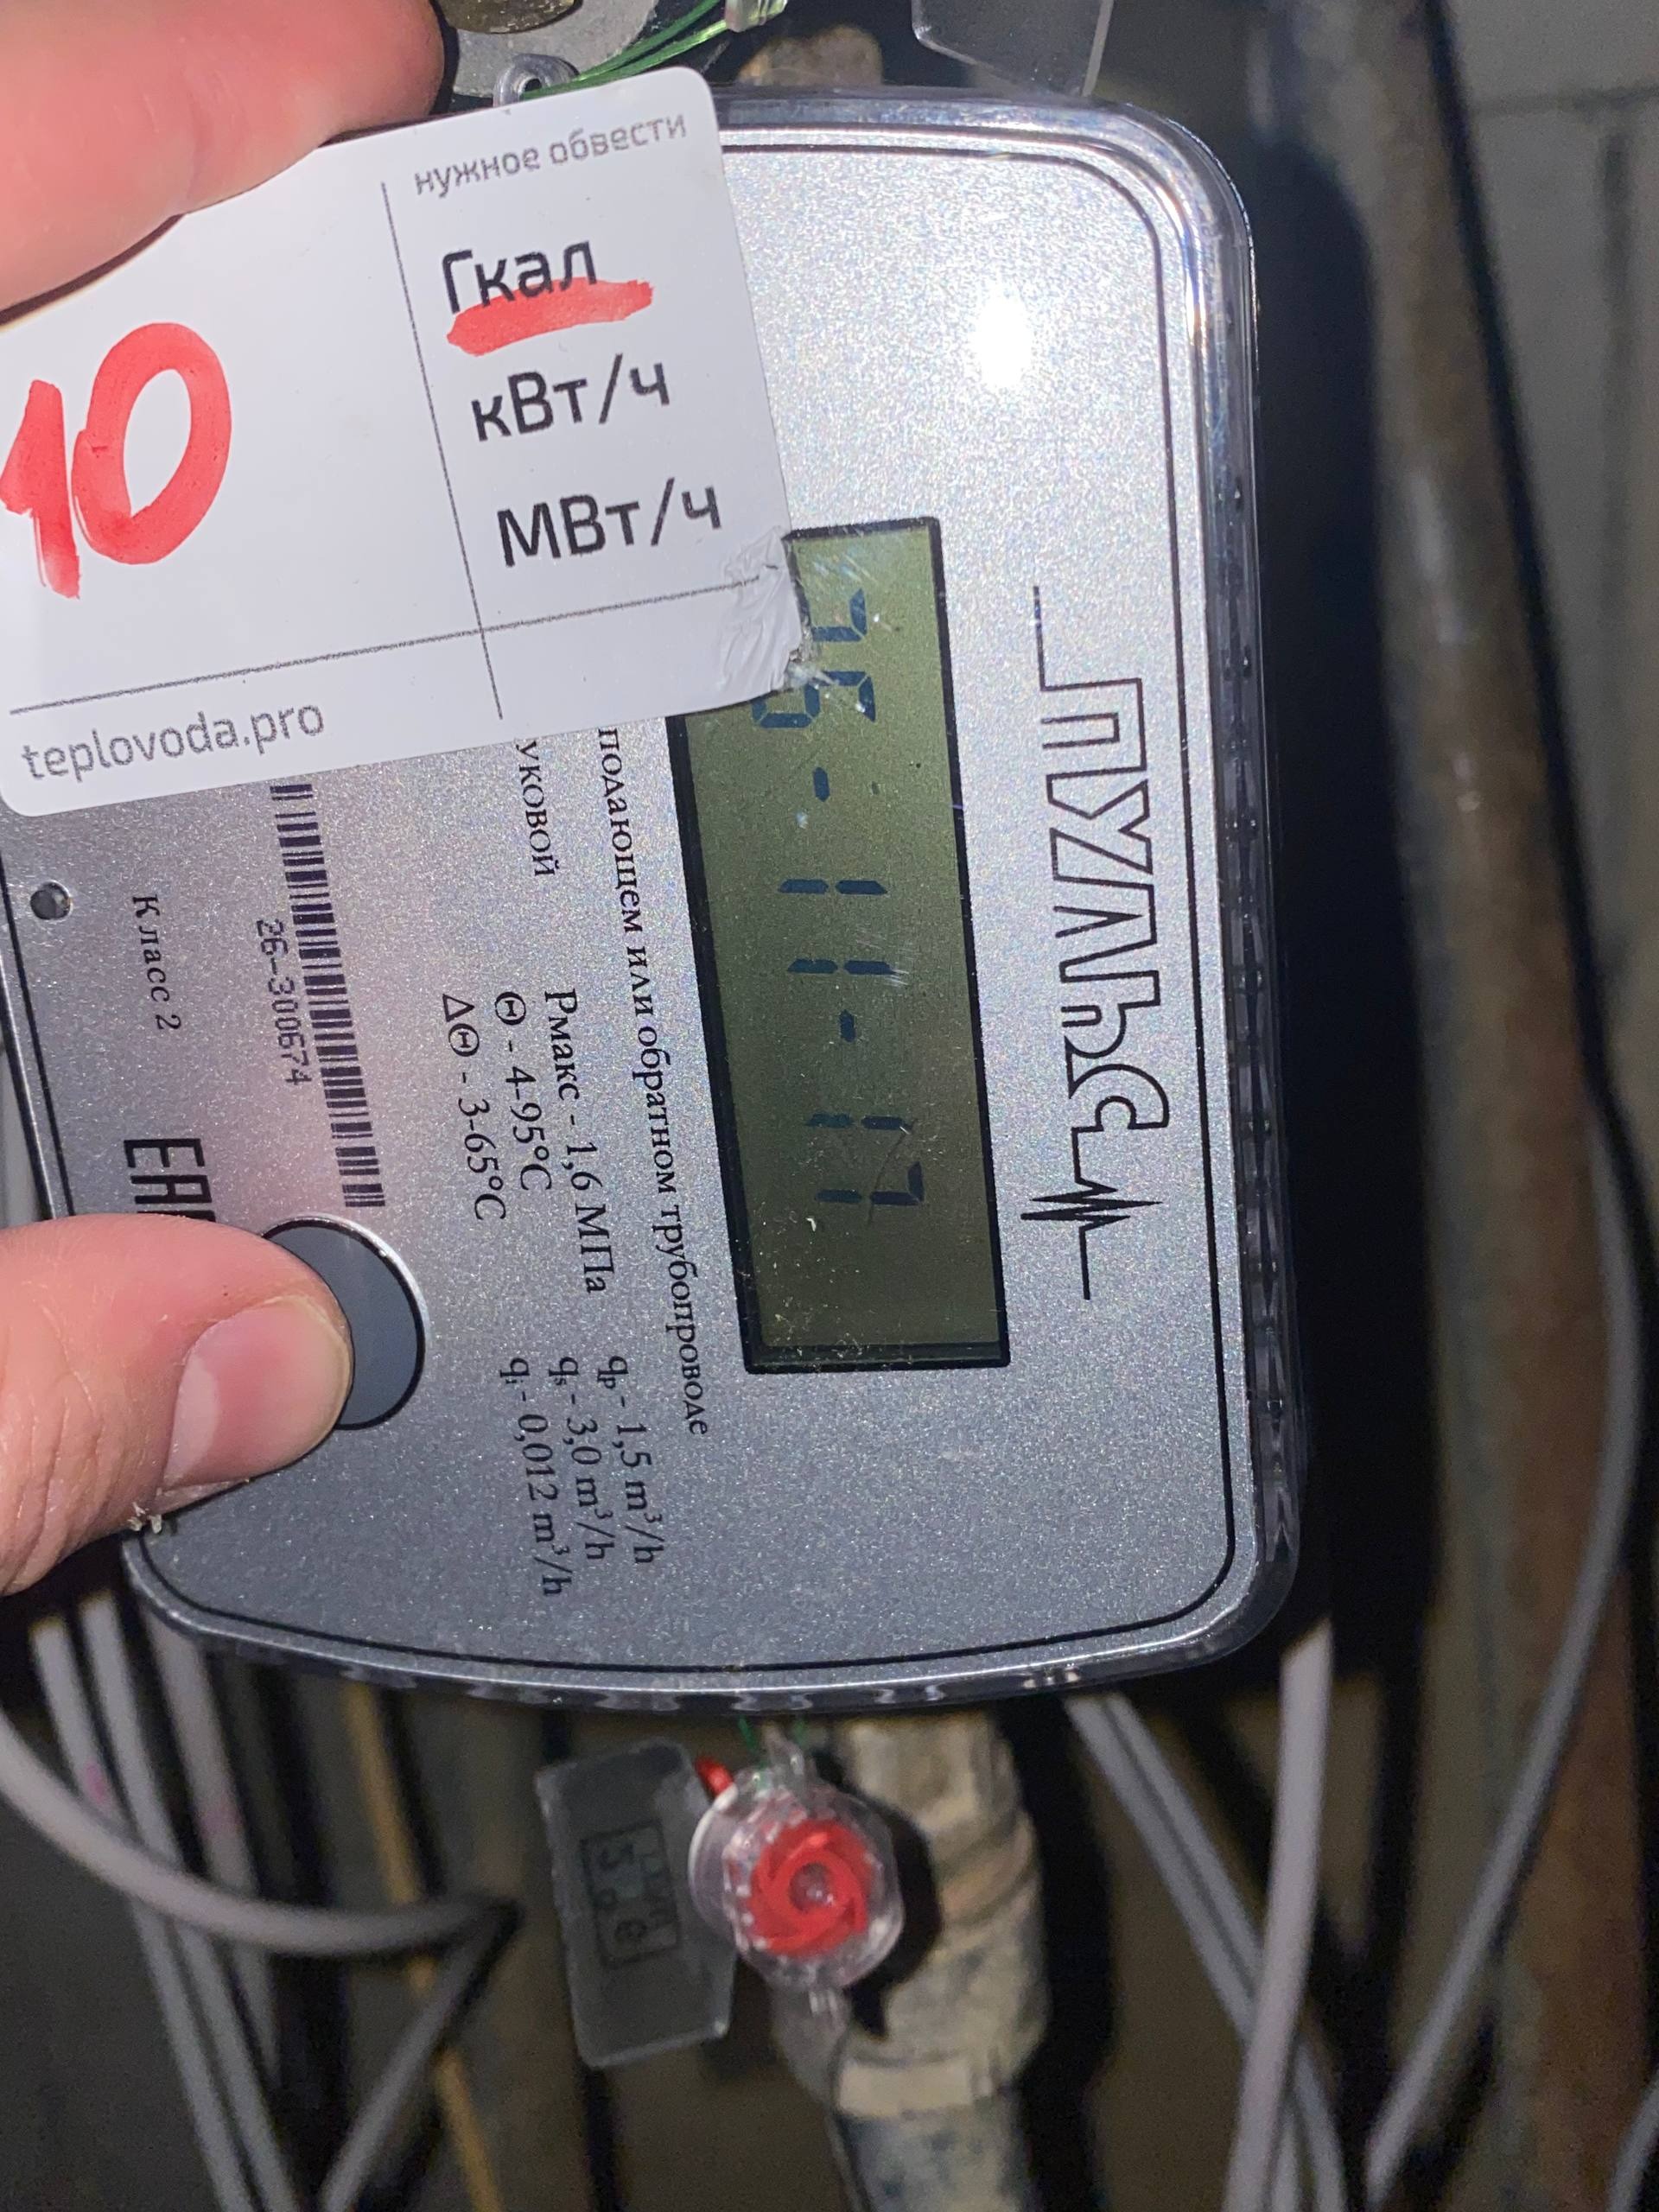 нужное обвести
10
Гкал
кВт/ч
МВт/ч
teplovoda.pro
ПУЛЬС
11-17
подающем или обратном трубопроводе
уковой
Pмакс - 1,6 МПа
Θ - 4-95°C
ΔΘ - 3-65°C
qp - 1,5 m³/h
qs - 3,0 m³/h
qi - 0,012 m³/h
26-300674
Класс 2
EAC